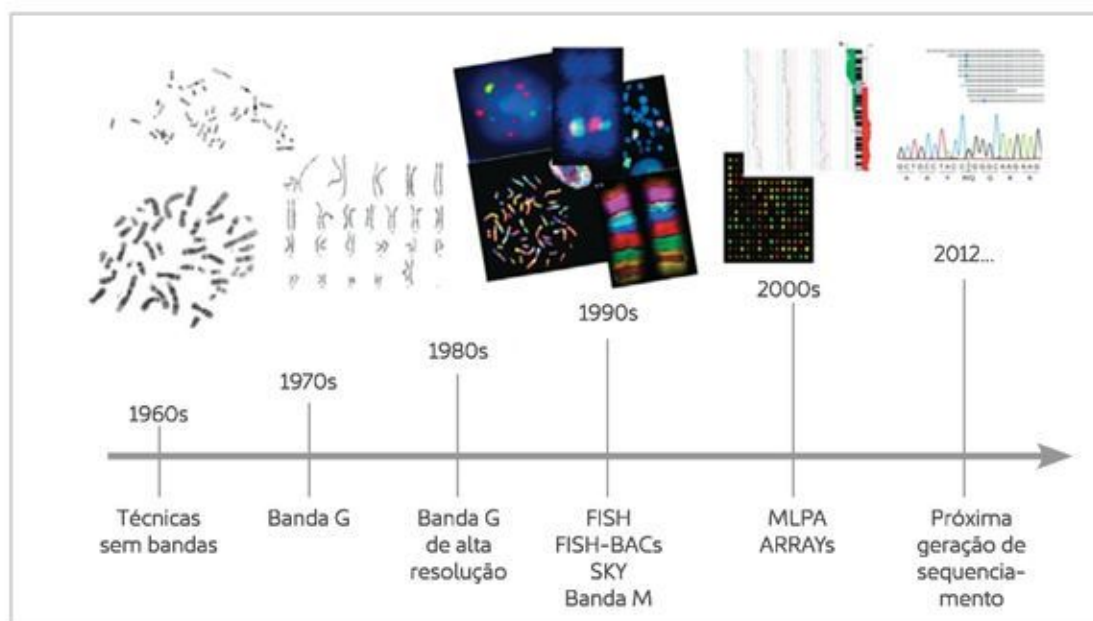 2012...
2000s
1990s
1980s
1970s
1960s
Técnicas
sem bandas
Banda G
Banda G
de alta
resolução
FISH
FISH-BACs
SKY
Banda M
MLPA
ARRAYs
Próxima
geração de
sequencia-
mento